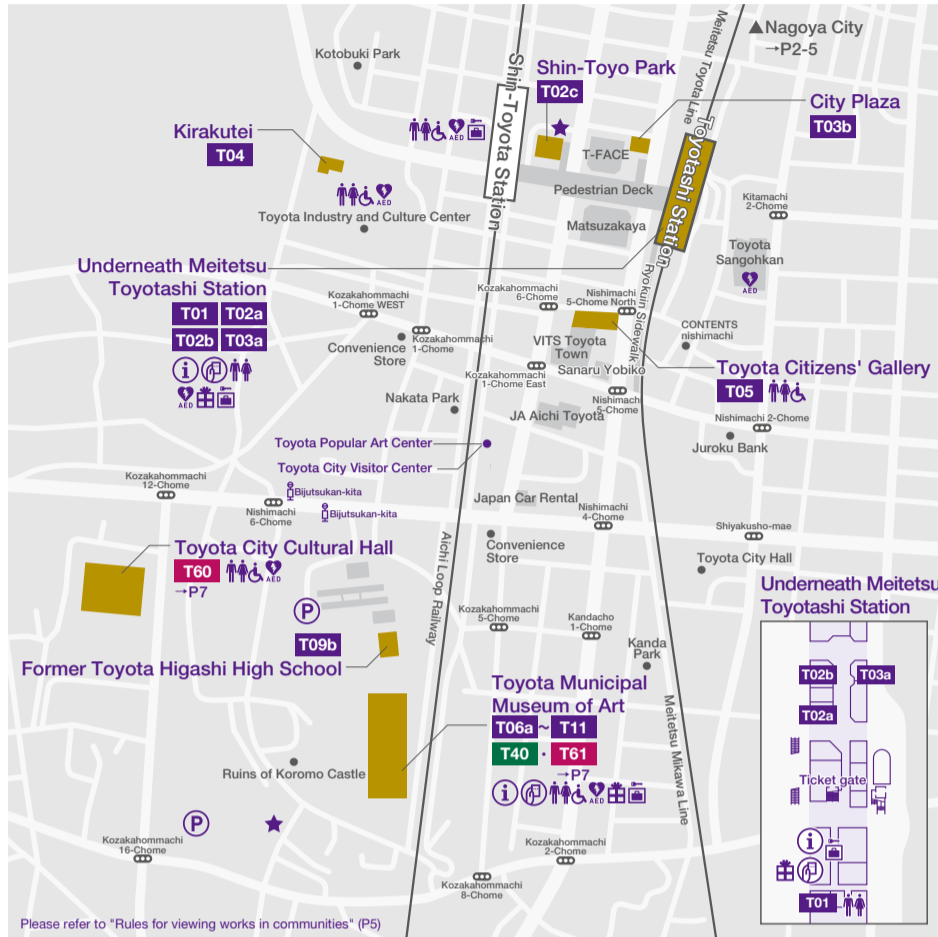 Nagoya City
→P2-5
Meitetsu Toyota Line
Kotobuki Park
Shin-Toyota Station
Shin-Toyo Park
T02c
City Plaza
T03b
Toyotashi Station
Kirakutei
T04
AED
T-FACE
Pedestrian Deck
AED
Toyota Industry and Culture Center
Matsuzakaya
Kitamachi
2-Chome
Toyota
Sangohkan
AED
Underneath Meitetsu
Toyotashi Station
T01 T02a
T02b T03a
AED
Kozakahommachi
1-Chome WEST
Kozakahommachi
6-Chome
Nishimachi
5-Chome North
Ryokuin Sidewalk
Convenience
Store
Kozakahommachi
1-Chome
VITS Toyota
Town
CONTENTS
nishimachi
Kozakahommachi
1-Chome East
Sanaru Yobiko
Toyota Citizens' Gallery
T05
Nakata Park
Nishimachi
5-Chome
JA Aichi Toyota
Nishimachi 2-Chome
Juroku Bank
Toyota Popular Art Center
Toyota City Visitor Center
Kozakahommachi
12-Chome
Bijutsukan-kita
Nishimachi
6-Chome
Bijutsukan-kita
Japan Car Rental
Nishimachi
4-Chome
Shiyakusho-mae
Toyota City Cultural Hall
T60
AED
→P7
Aichi Loop Railway
Convenience
Store
Toyota City Hall
P
T09b
Kozakahommachi
5-Chome
Kandacho
1-Chome
Kanda
Park
Former Toyota Higashi High School
Toyota Municipal
Museum of Art
T06a ~ T11
T40 · T61
→P7
AED
Meitetsu Mikawa Line
Ruins of Koromo Castle
P
Kozakahommachi
16-Chome
Kozakahommachi
2-Chome
Kozakahommachi
8-Chome
Please refer to "Rules for viewing works in communities" (P5)
Underneath Meitetsu
Toyotashi Station
T02b T03a
T02a
Ticket gate
T01